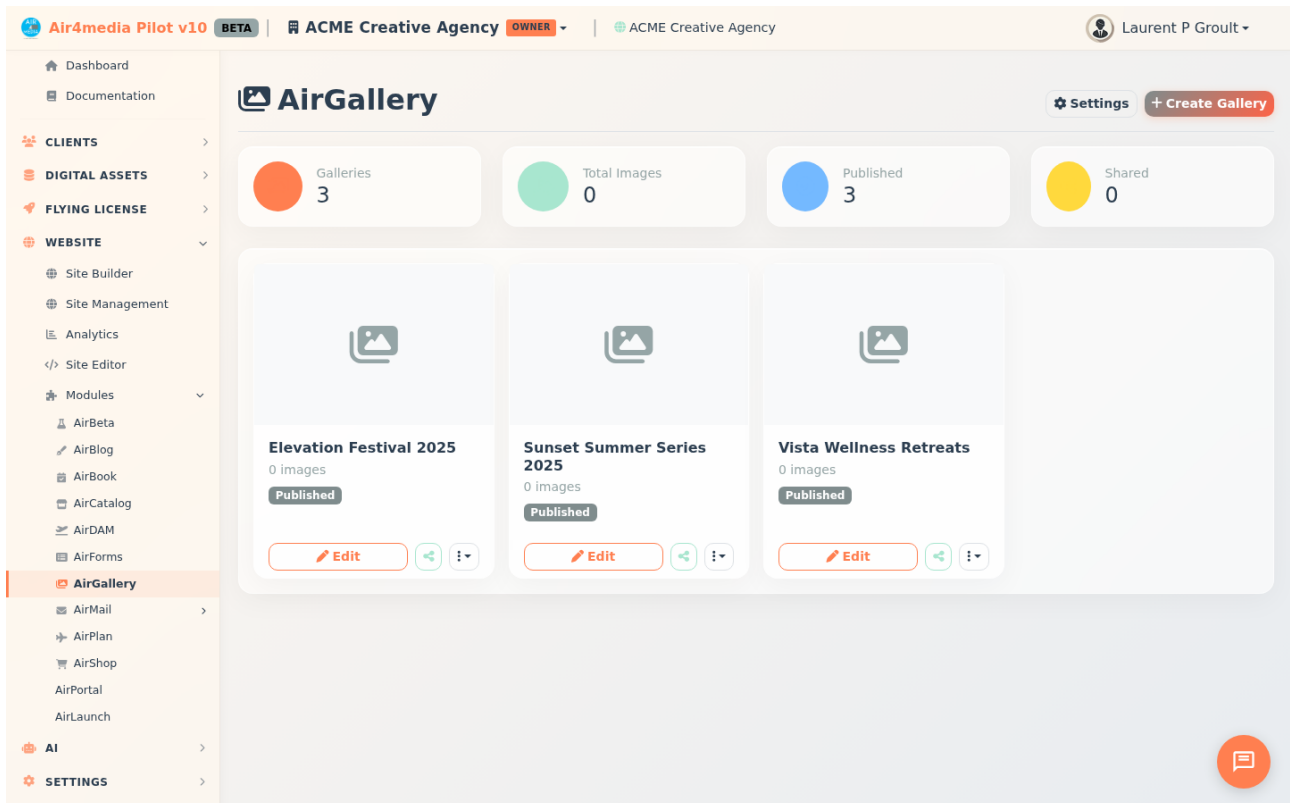 Air4media Pilot v10 BETA ACME Creative Agency OWNER ACME Creative Agency Laurent P Groult
Dashboard
Documentation
CLIENTS
DIGITAL ASSETS
FLYING LICENSE
WEBSITE
Site Builder
Site Management
Analytics
Site Editor
Modules
AirBeta
AirBlog
AirBook
AirCatalog
AirDAM
AirForms
AirGallery
AirMail
AirPlan
AirShop
AirPortal
AirLaunch
AI
SETTINGS
AirGallery
Settings
Create Gallery
Galleries
3
Total Images
0
Published
3
Shared
0
Elevation Festival 2025
0 images
Published
Edit
Sunset Summer Series
2025
0 images
Published
Edit
Vista Wellness Retreats
0 images
Published
Edit